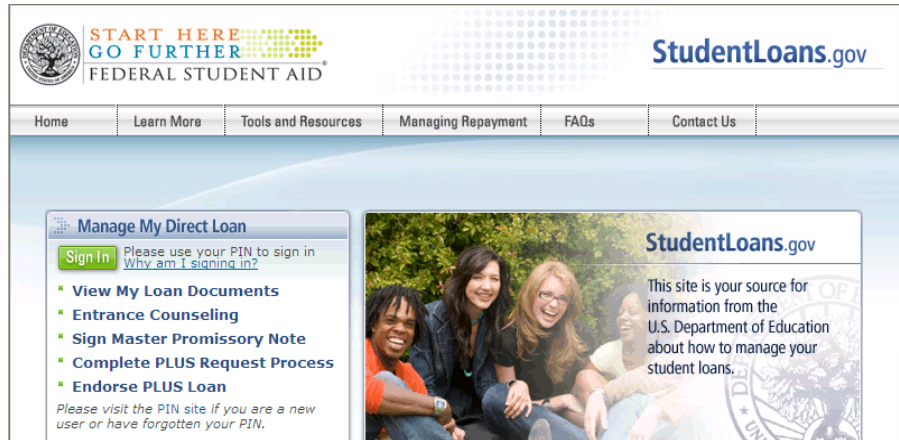 START HERE
GO FURTHER
FEDERAL STUDENT AID®
StudentLoans.gov
Home Learn More Tools and Resources Managing Repayment FAQs Contact Us
Manage My Direct Loan
Sign In Please use your PIN to sign in
Why am I signing in?
View My Loan Documents
Entrance Counseling
Sign Master Promissory Note
Complete PLUS Request Process
Endorse PLUS Loan
Please visit the PIN site if you are a new
user or have forgotten your PIN.
StudentLoans.gov
This site is your source for
information from the
U.S. Department of Education
about how to manage your
student loans.